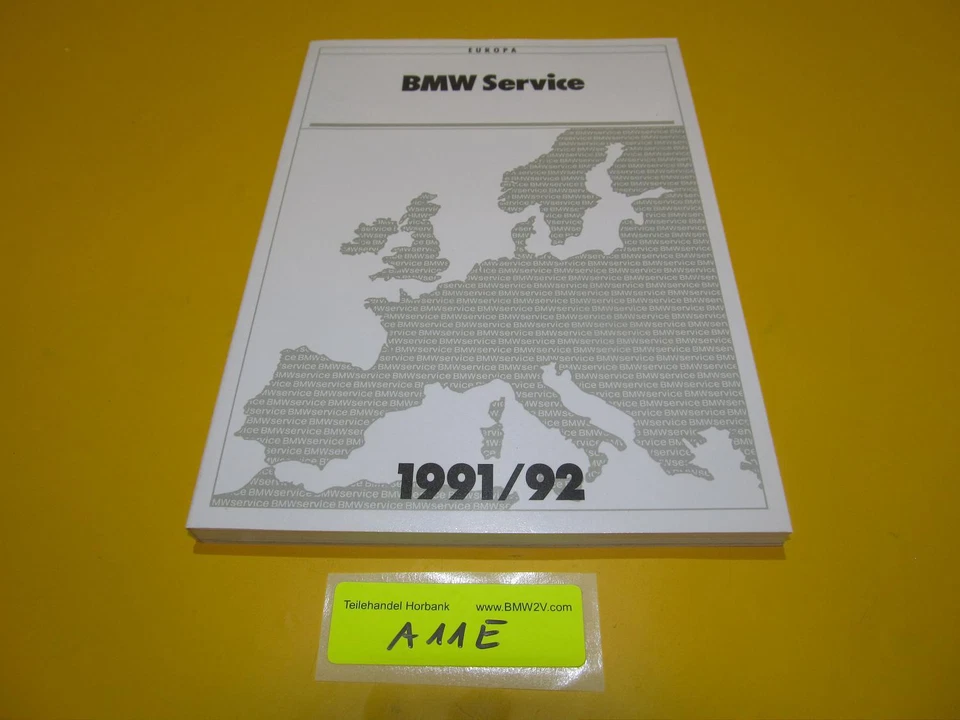 EUROPA
BMW Service
1991/92
Teilehandel Horbank www.BMW2V.com
A11E